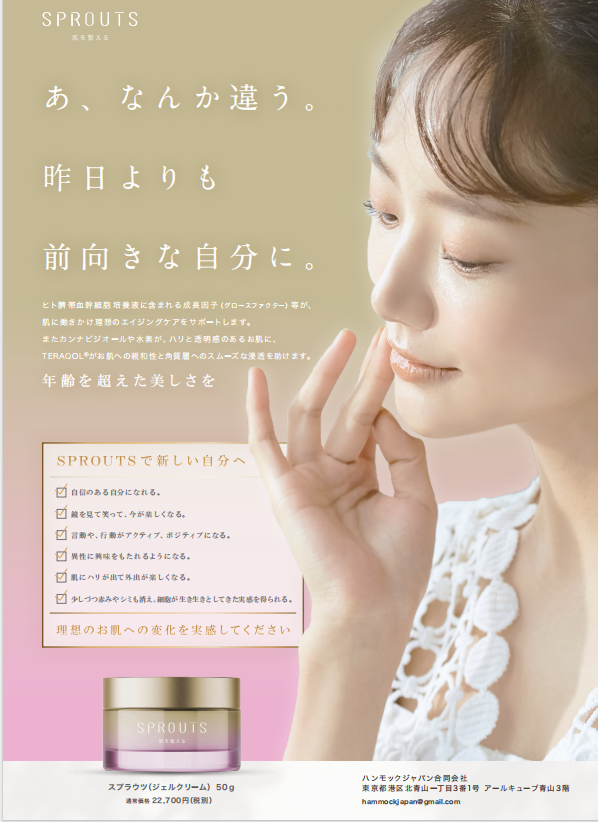 SPROUTS
肌を整える
あ、なんか違う。
昨日よりも
前向きな自分に。
ヒト臍帯血幹細胞培養液に含まれる成長因子(グロースファクター)等が、
肌に働きかけ理想のエイジングケアをサポートします。
またカンナビジオールや水素が、ハリと透明感のあるお肌に、
TERAQOL®がお肌への緩和性と角質層へのスムーズな浸透を助けます。
年齢を超えた美しさを
SPROUTSで新しい自分へ
自信のある自分になれる。
鏡を見て笑って、今が楽しくなる。
言動や、行動がアクティブ、ポジティブになる。
異性に興味をもたれるようになる。
肌にハリが出て外出が楽しくなる。
少しづつ赤みやシミも消え、細胞が生き生きとしてきた実感を得られる。
理想のお肌への変化を実感してください
SPROUTS
肌を整える
スプラウツ(ジェルクリーム) 50g
通常価格 22,700円(税別)
ハンモックジャパン合同会社
東京都港区北青山一丁目3番1号 アールキューブ青山3階
hammockjapan@gmail.com